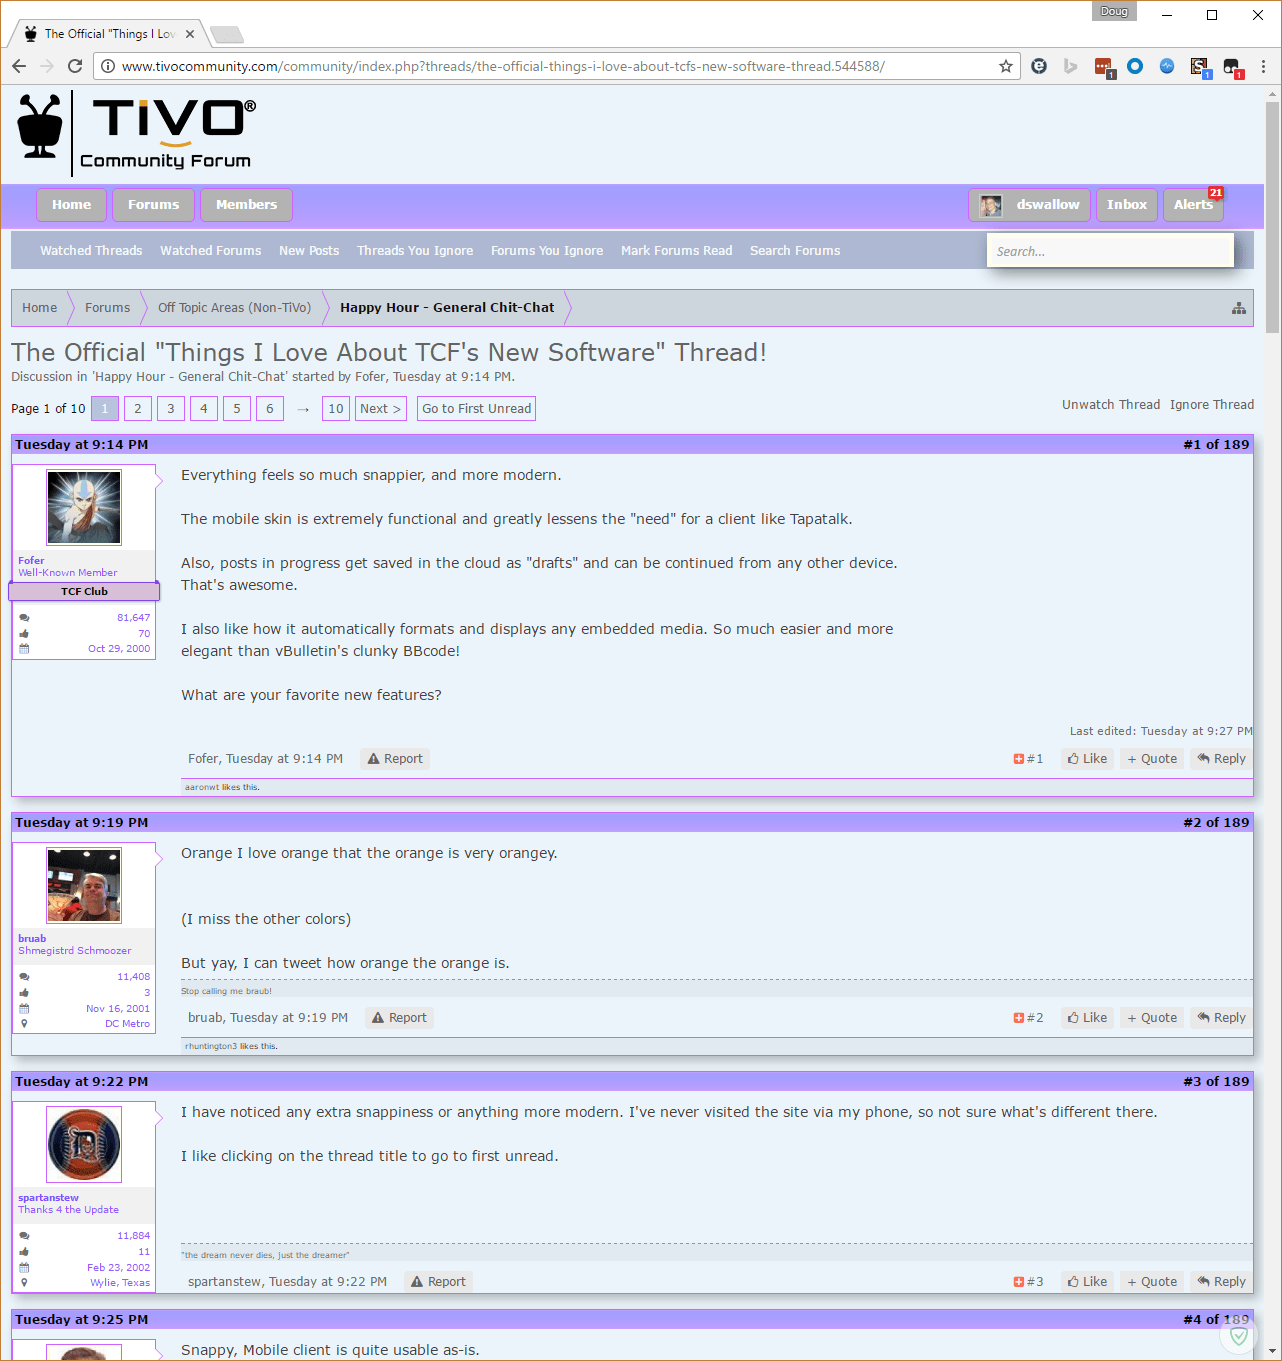 Doug
The Official "Things I Lov
www.tivocommunity.com/community/index.php?threads/the-official-things-i-love-about-tcfs-new-software-thread.544588/
1
1
1
TiVo®
Community Forum
Home
Forums
Members
dswallow
Inbox
Alerts
21
Watched Threads
Watched Forums
New Posts
Threads You Ignore
Forums You Ignore
Mark Forums Read
Search Forums
Search...
Home
Forums
Off Topic Areas (Non-TiVo)
Happy Hour - General Chit-Chat
The Official "Things I Love About TCF's New Software" Thread!
Discussion in 'Happy Hour - General Chit-Chat' started by Fofer, Tuesday at 9:14 PM.
Page 1 of 10 1 2 3 4 5 6 → 10 Next > Go to First Unread
Unwatch Thread Ignore Thread
Tuesday at 9:14 PM #1 of 189
Fofer
Well-Known Member
TCF Club
81,647
70
Oct 29, 2000
Everything feels so much snappier, and more modern.
The mobile skin is extremely functional and greatly lessens the "need" for a client like Tapatalk.
Also, posts in progress get saved in the cloud as "drafts" and can be continued from any other device.
That's awesome.
I also like how it automatically formats and displays any embedded media. So much easier and more
elegant than vBulletin's clunky BBcode!
What are your favorite new features?
Last edited: Tuesday at 9:27 PM
Fofer, Tuesday at 9:14 PM Report #1 Like + Quote Reply
aaronwt likes this.
Tuesday at 9:19 PM #2 of 189
bruab
Shmegistrd Schmoozer
11,408
3
Nov 16, 2001
DC Metro
Orange I love orange that the orange is very orangey.
(I miss the other colors)
But yay, I can tweet how orange the orange is.
Stop calling me braub!
bruab, Tuesday at 9:19 PM Report #2 Like + Quote Reply
rhuntington3 likes this.
Tuesday at 9:22 PM #3 of 189
spartanstew
Thanks 4 the Update
11,884
11
Feb 23, 2002
Wylie, Texas
I have noticed any extra snappiness or anything more modern. I've never visited the site via my phone, so not sure what's different there.
I like clicking on the thread title to go to first unread.
"the dream never dies, just the dreamer"
spartanstew, Tuesday at 9:22 PM Report #3 Like + Quote Reply
Tuesday at 9:25 PM #4 of 189
Snappy, Mobile client is quite usable as-is.